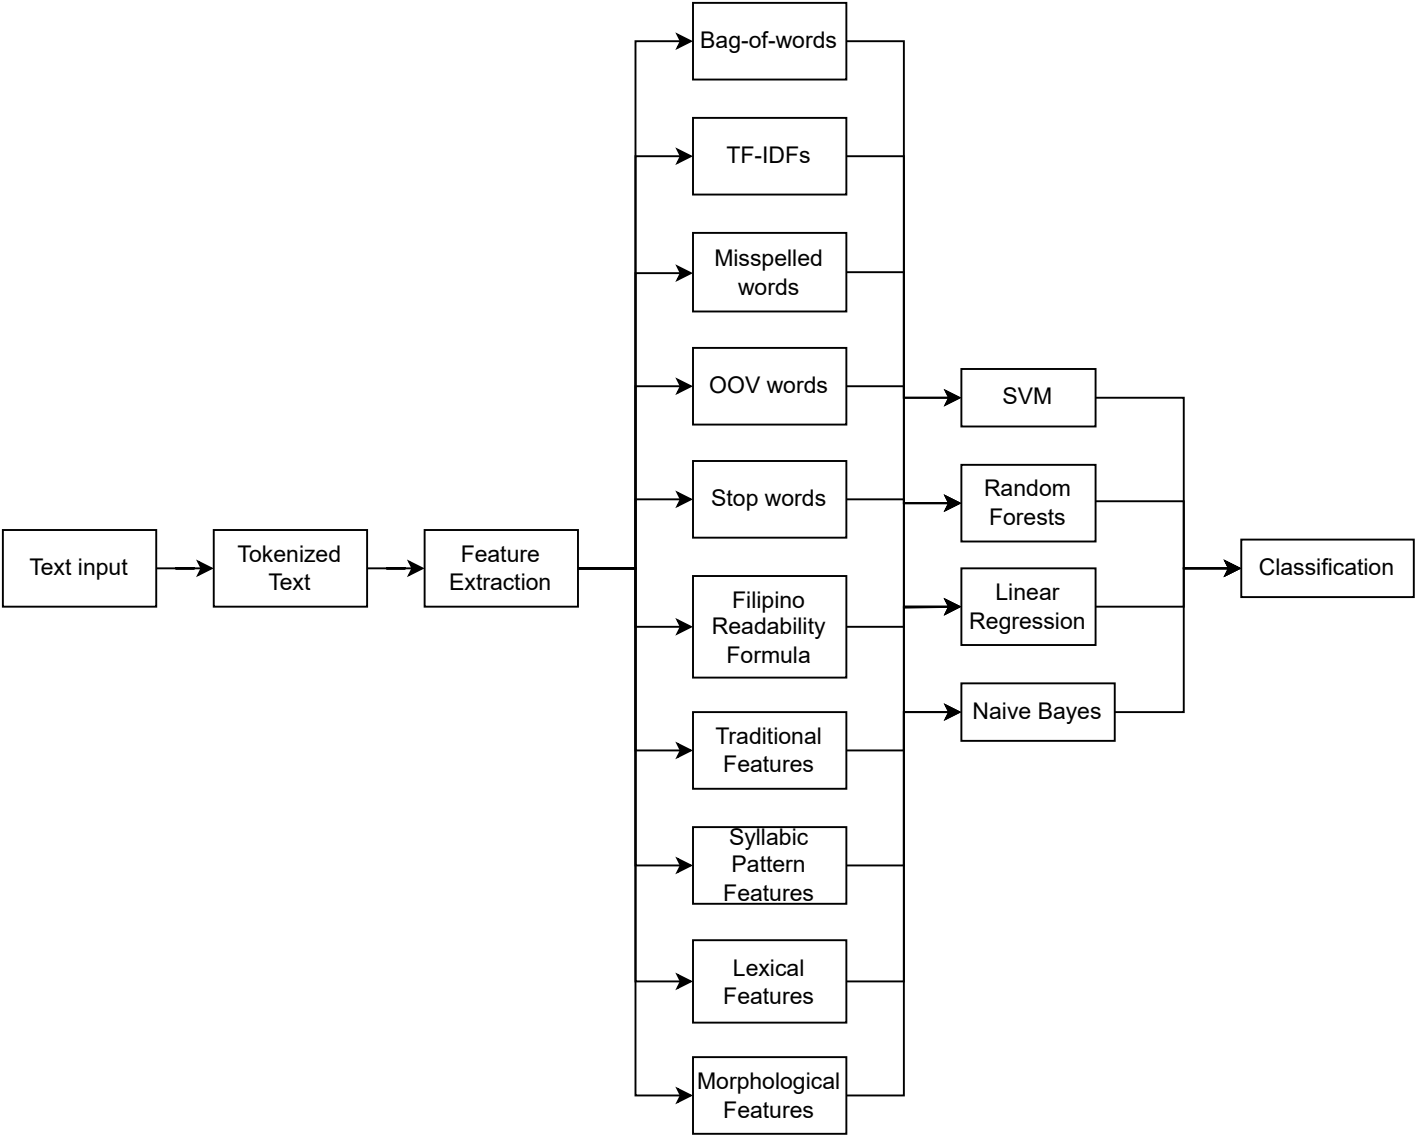 Text input
Tokenized
Text
Feature
Extraction
Bag-of-words
TF-IDFs
Misspelled
words
OOV words
Stop words
Filipino
Readability
Formula
Traditional
Features
Syllabic
Pattern
Features
Lexical
Features
Morphological
Features
SVM
Random
Forests
Linear
Regression
Naive Bayes
Classification